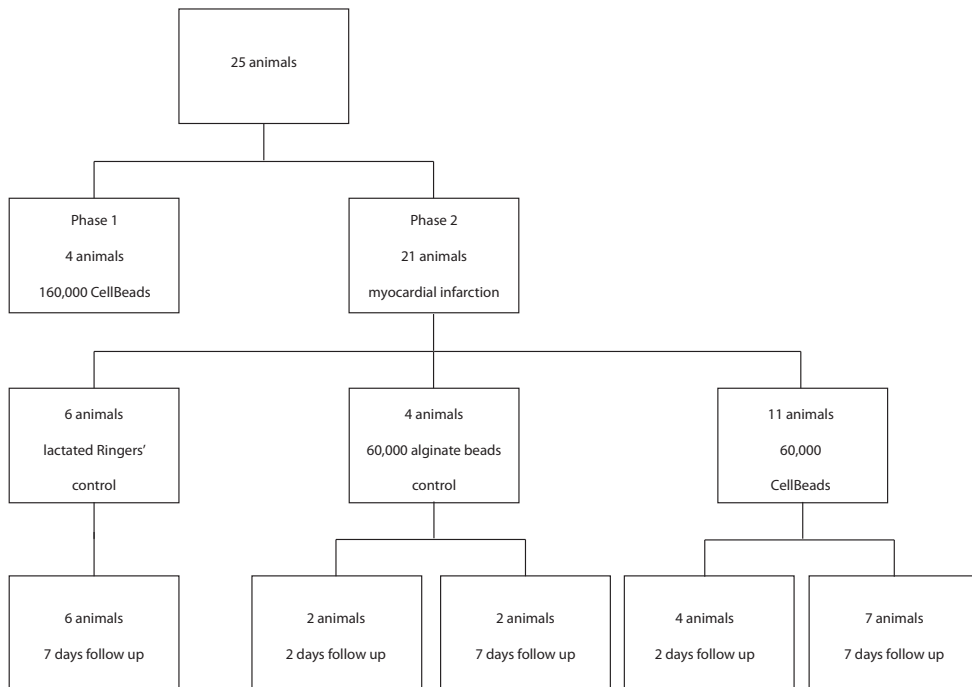 25 animals
Phase 1
4 animals
160,000 CellBeads
Phase 2
21 animals
myocardial infarction
6 animals
lactated Ringers’
control
4 animals
60,000 alginate beads
control
11 animals
60,000
CellBeads
6 animals
7 days follow up
2 animals
2 days follow up
2 animals
7 days follow up
4 animals
2 days follow up
7 animals
7 days follow up